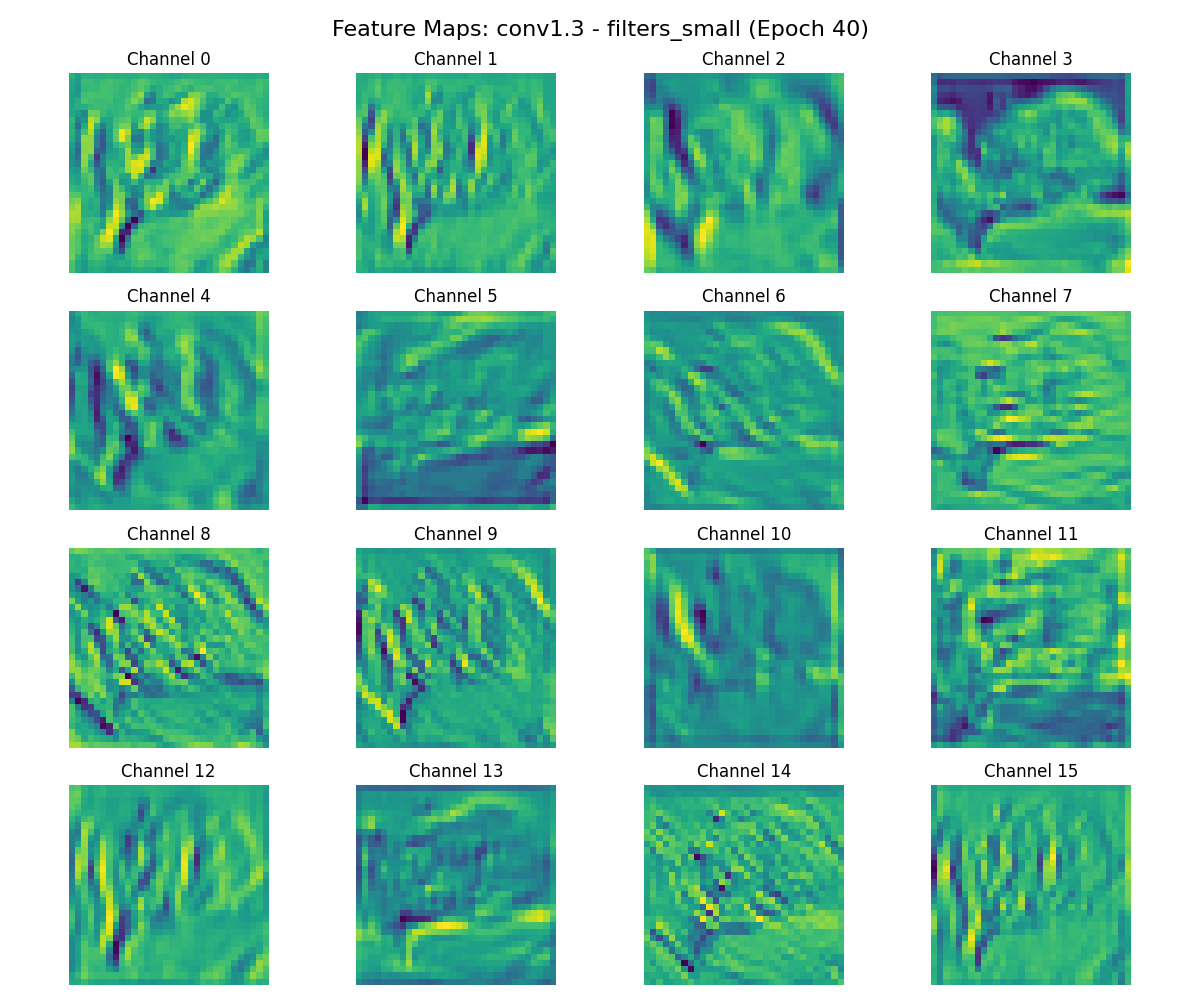 Feature Maps: conv1.3 - filters_small (Epoch 40)
Channel 0
Channel 1
Channel 2
Channel 3
Channel 4
Channel 5
Channel 6
Channel 7
Channel 8
Channel 9
Channel 10
Channel 11
Channel 12
Channel 13
Channel 14
Channel 15